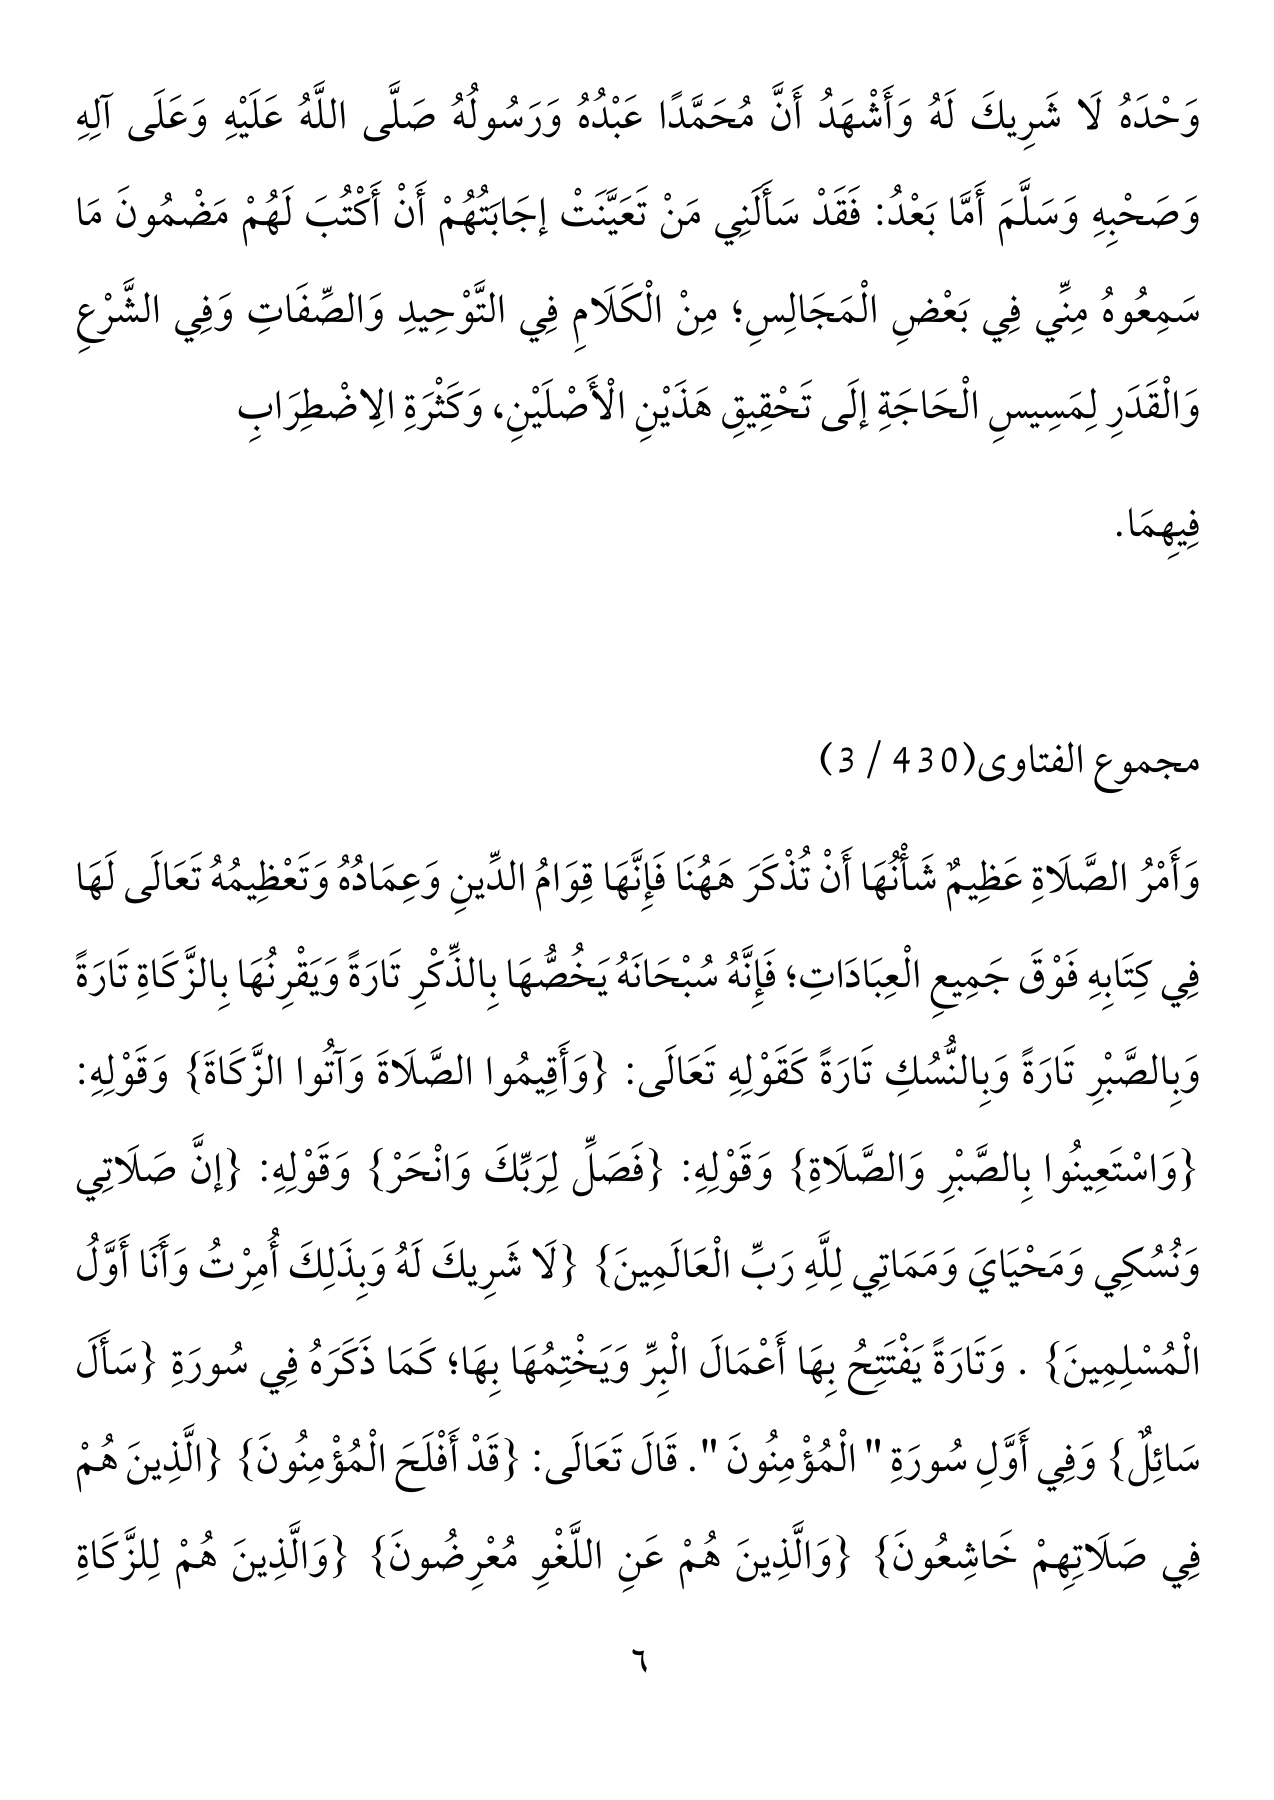 وَحْدَهُ لَا شَرِيكَ لَهُ وَأَشْهَدُ أَنَّ مُحَمَّدًا عَبْدُهُ وَرَسُولُهُ صَلَّى اللَّهُ عَلَيْهِ وَعَلَى آلِهِ
وَصَحْبِهِ وَسَلَّمَ أَمَّا بَعْدُ: فَقَدْ سَأَلَنِي مَنْ تَعَيَّنَتْ إجَابَتُهُمْ أَنْ أَكْتُبَ لَهُمْ مَضْمُونَ مَا
سَمِعُوهُ مِنِّي فِي بَعْضِ الْمَجَالِسِ؛ مِنْ الْكَلَامِ فِي التَّوْحِيدِ وَالصِّفَاتِ وَفِي الشَّرْعِ
وَالْقَدَرِ لِمَسِيسِ الْحَاجَةِ إلَى تَحْقِيقِ هَذَيْنِ الْأَصْلَيْنِ، وَكَثْرَةِ الِاضْطِرَابِ
فِيهِمَا.
مجموع الفتاوى(430 / 3)
وَأَمْرُ الصَّلَاةِ عَظِيمٌ شَأْنُهَا أَنْ تُذْكَرَ هَهُنَا فَإِنَّهَا قِوَامُ الدِّينِ وَعِمَادُهُ وَتَعْظِيمُهُ تَعَالَى لَهَا
فِي كِتَابِهِ فَوْقَ جَمِيعِ الْعِبَادَاتِ؛ فَإِنَّهُ سُبْحَانَهُ يَخُصُّهَا بِالذِّكْرِ تَارَةً وَيَقْرِنُهَا بِالزَّكَاةِ تَارَةً
وَبِالصَّبْرِ تَارَةً وَبِالنُّسُكِ تَارَةً كَقَوْلِهِ تَعَالَى: {وَأَقِيمُوا الصَّلَاةَ وَآتُوا الزَّكَاةَ} وَقَوْلِهِ:
{وَاسْتَعِينُوا بِالصَّبْرِ وَالصَّلَاةِ} وَقَوْلِهِ: {فَصَلِّ لِرَبِّكَ وَانْحَرْ} وَقَوْلِهِ: {إنَّ صَلَاتِي
وَنُسُكِي وَمَحْيَايَ وَمَمَاتِي لِلَّهِ رَبِّ الْعَالَمِينَ} {لَا شَرِيكَ لَهُ وَبِذَلِكَ أُمِرْتُ وَأَنَا أَوَّلُ
الْمُسْلِمِينَ} . وَتَارَةً يَفْتَتِحُ بِهَا أَعْمَالَ الْبِرِّ وَيَخْتِمُهَا بِهَا؛ كَمَا ذَكَرَهُ فِي سُورَةِ {سَأَلَ
سَائِلٌ} وَفِي أَوَّلِ سُورَةِ " الْمُؤْمِنُونَ ". قَالَ تَعَالَى: {قَدْ أَفْلَحَ الْمُؤْمِنُونَ} {الَّذِينَ هُمْ
فِي صَلَاتِهِمْ خَاشِعُونَ} {وَالَّذِينَ هُمْ عَنِ اللَّغْوِ مُعْرِضُونَ} {وَالَّذِينَ هُمْ لِلزَّكَاةِ
٦